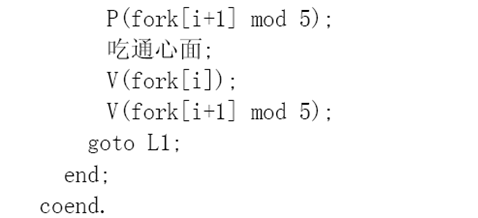 P(fork[i+1] mod 5);
吃通心面;
V(fork[i]);
V(fork[i+1] mod 5);
goto L1;
end;
coend.